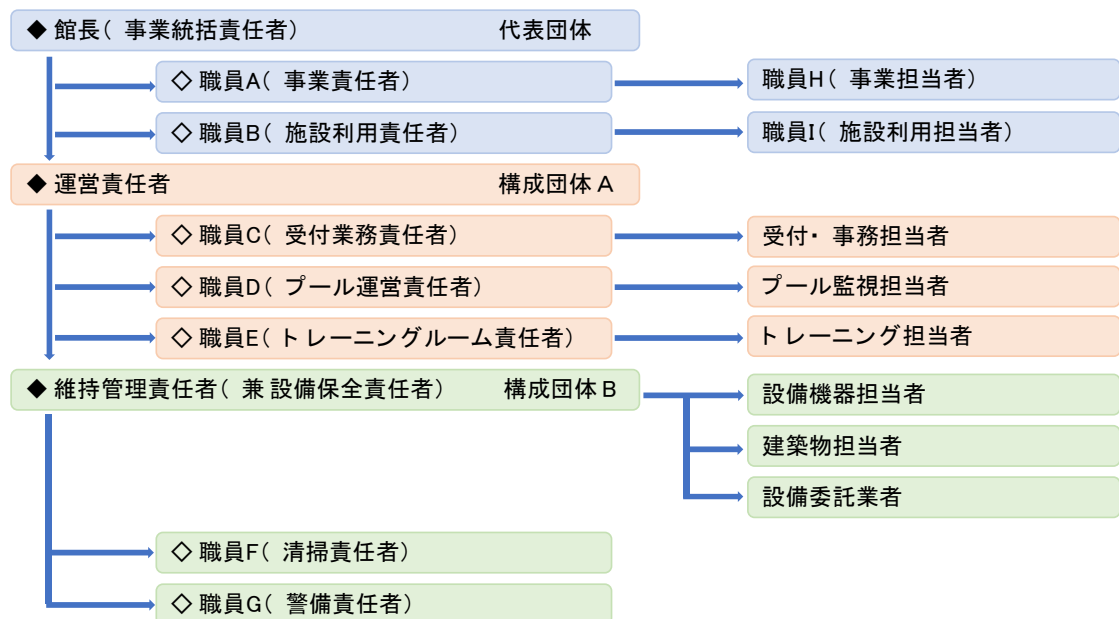 ◆ 館長( 事業統括責任者) 代表団体
◇ 職員A( 事業責任者)
職員H( 事業担当者)
◇ 職員B( 施設利用責任者)
職員I( 施設利用担当者)
◆ 運営責任者 構成団体 A
◇ 職員C( 受付業務責任者)
受付・ 事務担当者
◇ 職員D( プール運営責任者)
プール監視担当者
◇ 職員E( トレーニングルーム責任者)
トレーニング担当者
◆ 維持管理責任者( 兼 設備保全責任者) 構成団体 B
設備機器担当者
建築物担当者
設備委託業者
◇ 職員F( 清掃責任者)
◇ 職員G( 警備責任者)